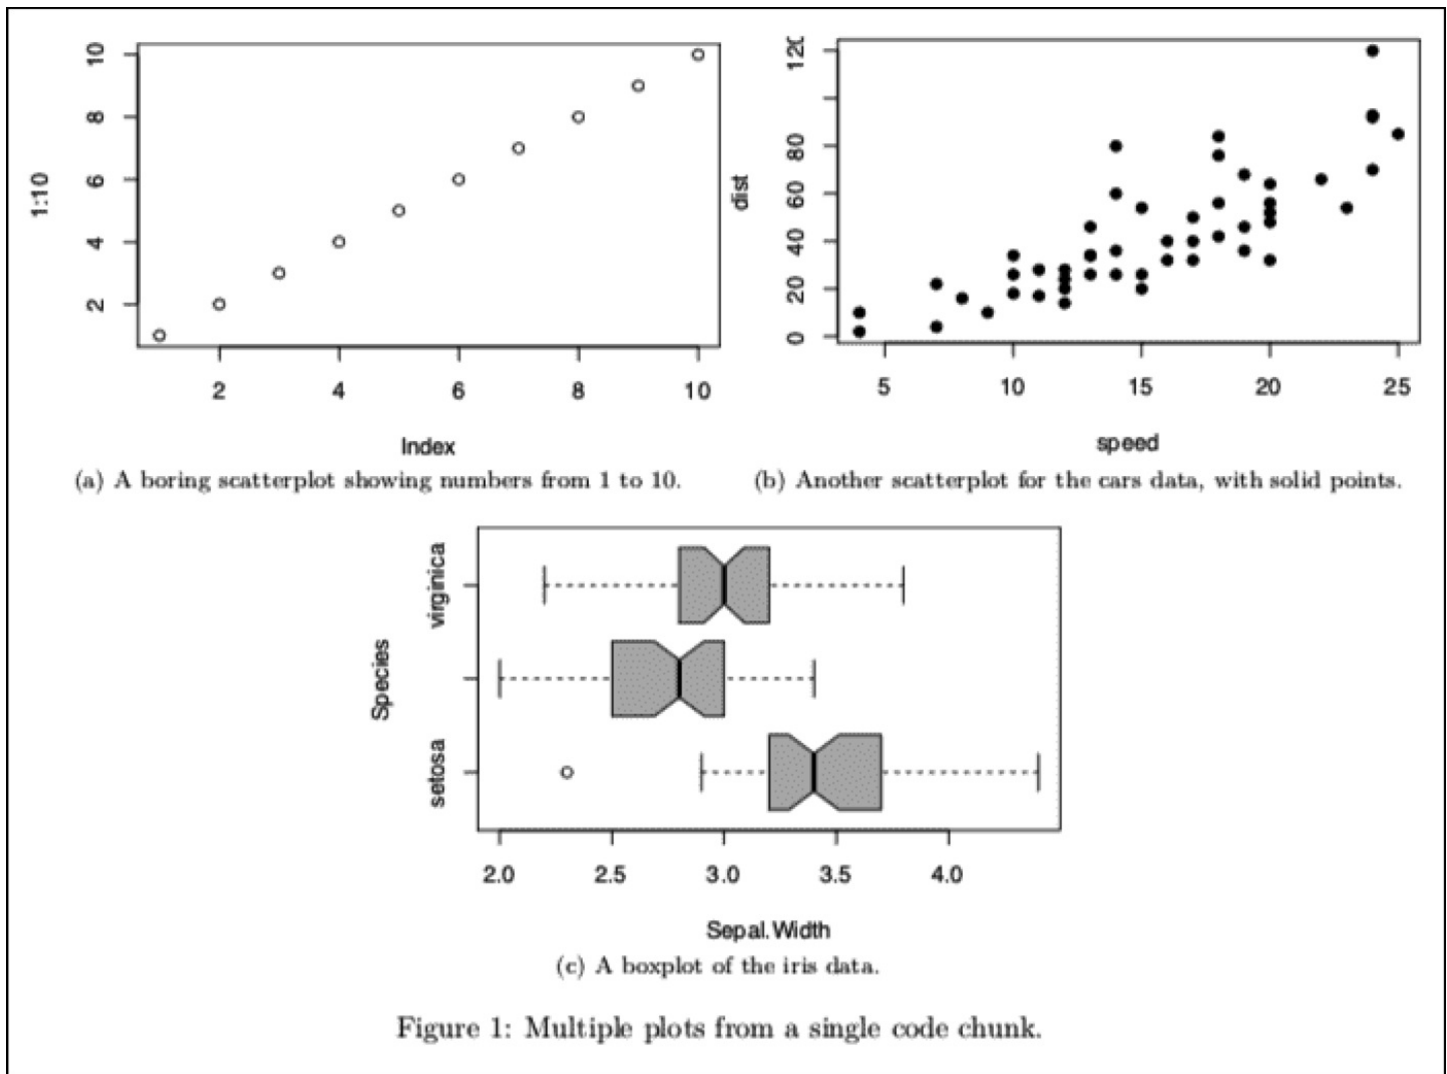 10
8
6
4
2
1:10
2 4 6 8 10
Index
(a) A boring scatterplot showing numbers from 1 to 10.
120
80
60
40
20
0
dist
5 10 15 20 25
speed
(b) Another scatterplot for the cars data, with solid points.
virginica
setosa
Species
2.0 2.5 3.0 3.5 4.0
Sepal.Width
(c) A boxplot of the iris data.
Figure 1: Multiple plots from a single code chunk.